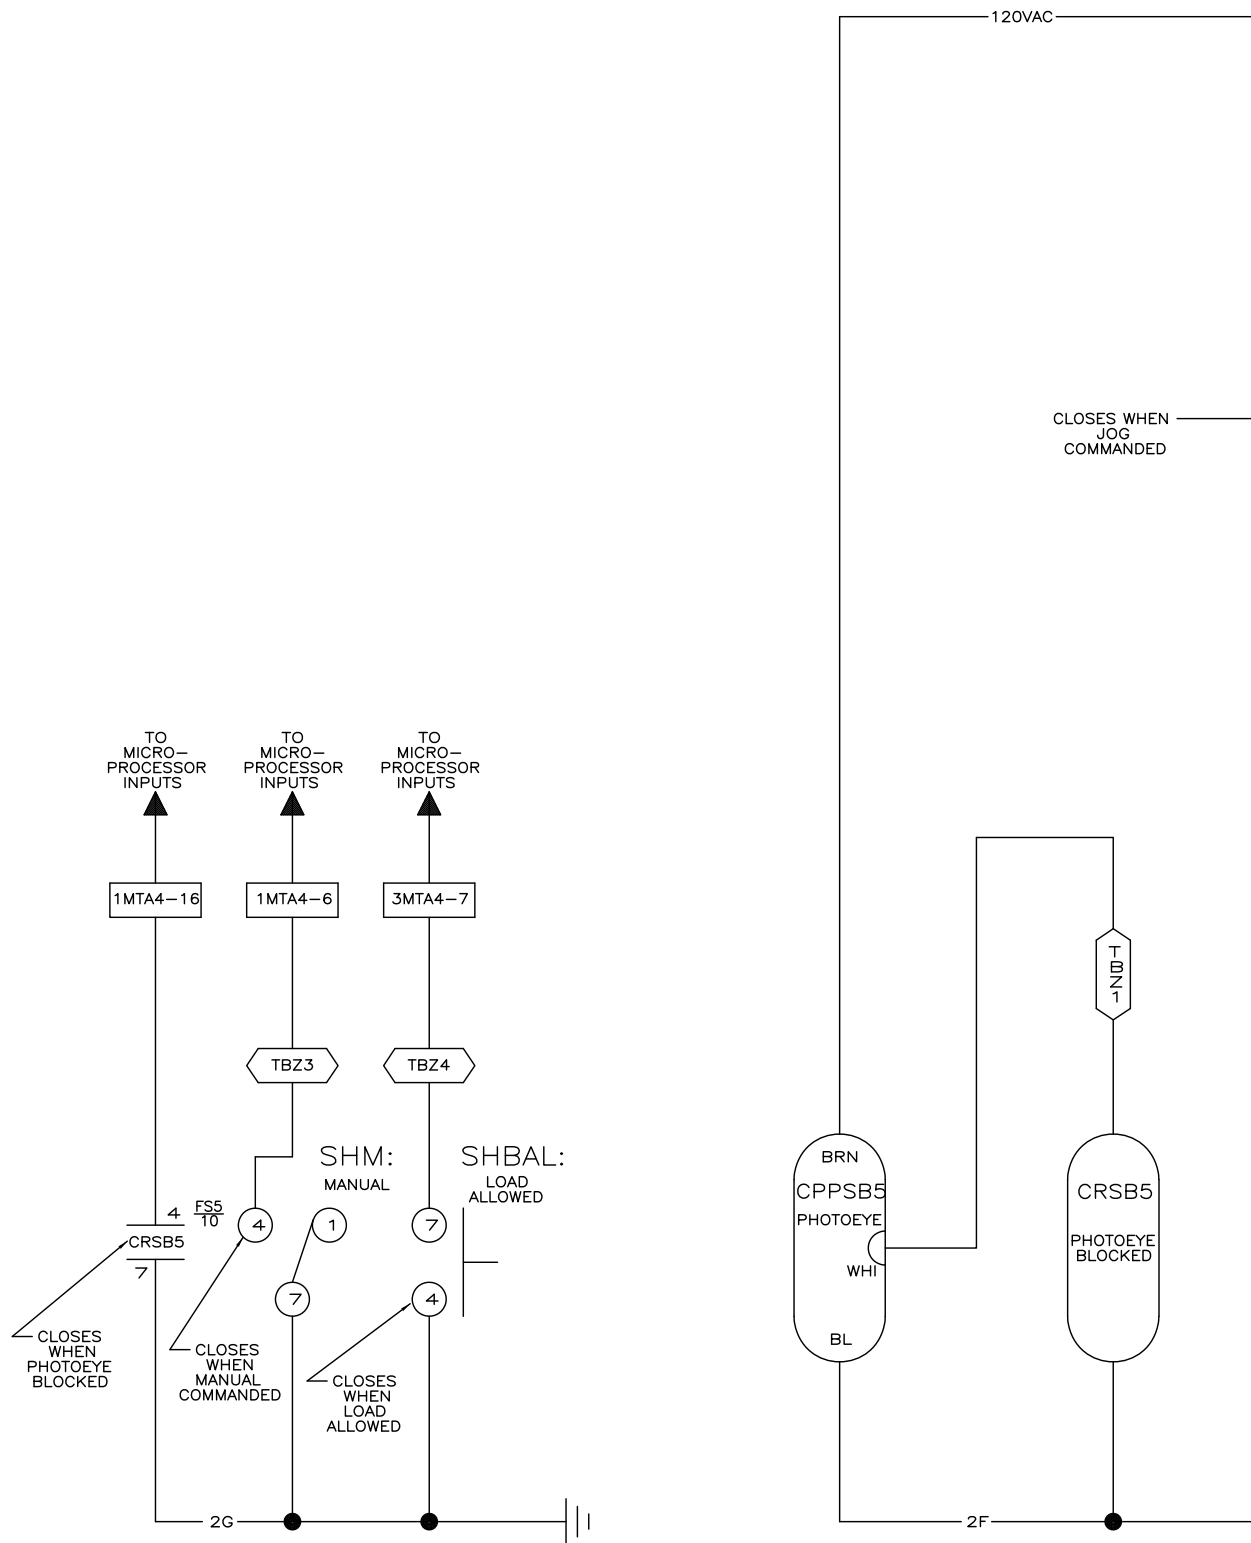 120VAC
CLOSES WHEN
JOG
COMMANDED
TO
MICRO-
PROCESSOR
INPUTS
TO
MICRO-
PROCESSOR
INPUTS
TO
MICRO-
PROCESSOR
INPUTS
1MTA4-16
1MTA4-6
3MTA4-7
TBZ1
TBZ3
TBZ4
SHM:
MANUAL
SHBAL:
LOAD
ALLOWED
4
FS5
10
CRSB5
7
4
1
7
7
4
CLOSES
WHEN
PHOTOEYE
BLOCKED
CLOSES
WHEN
MANUAL
COMMANDED
CLOSES
WHEN
LOAD
ALLOWED
BRN
CPPSB5
PHOTOEYE
WHI
BL
CRSB5
PHOTOEYE
BLOCKED
2G
2F